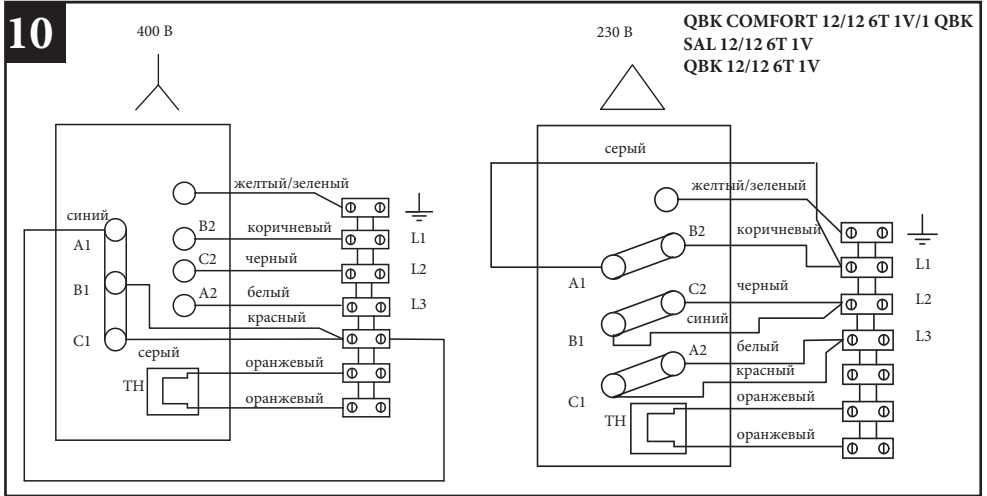 10
400 В
желтый/зеленый
синий
A1
B2
коричневый
L1
C2
черный
L2
B1
A2
белый
L3
красный
C1
серый
TH
оранжевый
оранжевый
230 В
QBK COMFORT 12/12 6T 1V/1 QBK
SAL 12/12 6T 1V
QBK 12/12 6T 1V
серый
желтый/зеленый
B2
коричневый
L1
A1
C2
черный
L2
синий
B1
A2
белый
L3
красный
C1
оранжевый
TH
оранжевый